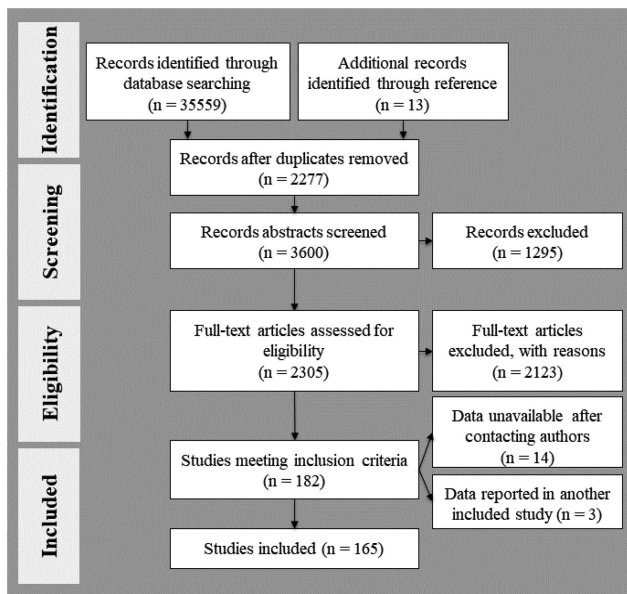 Identification
Records identified through
database searching
(n = 35559)
Additional records
identified through reference
(n = 13)
Records after duplicates removed
(n = 2277)
Screening
Records abstracts screened
(n = 3600)
Records excluded
(n = 1295)
Eligibility
Full-text articles assessed for
eligibility
(n = 2305)
Full-text articles
excluded, with reasons
(n = 2123)
Studies meeting inclusion criteria
(n = 182)
Data unavailable after
contacting authors
(n = 14)
Data reported in another
included study (n = 3)
Included
Studies included (n = 165)